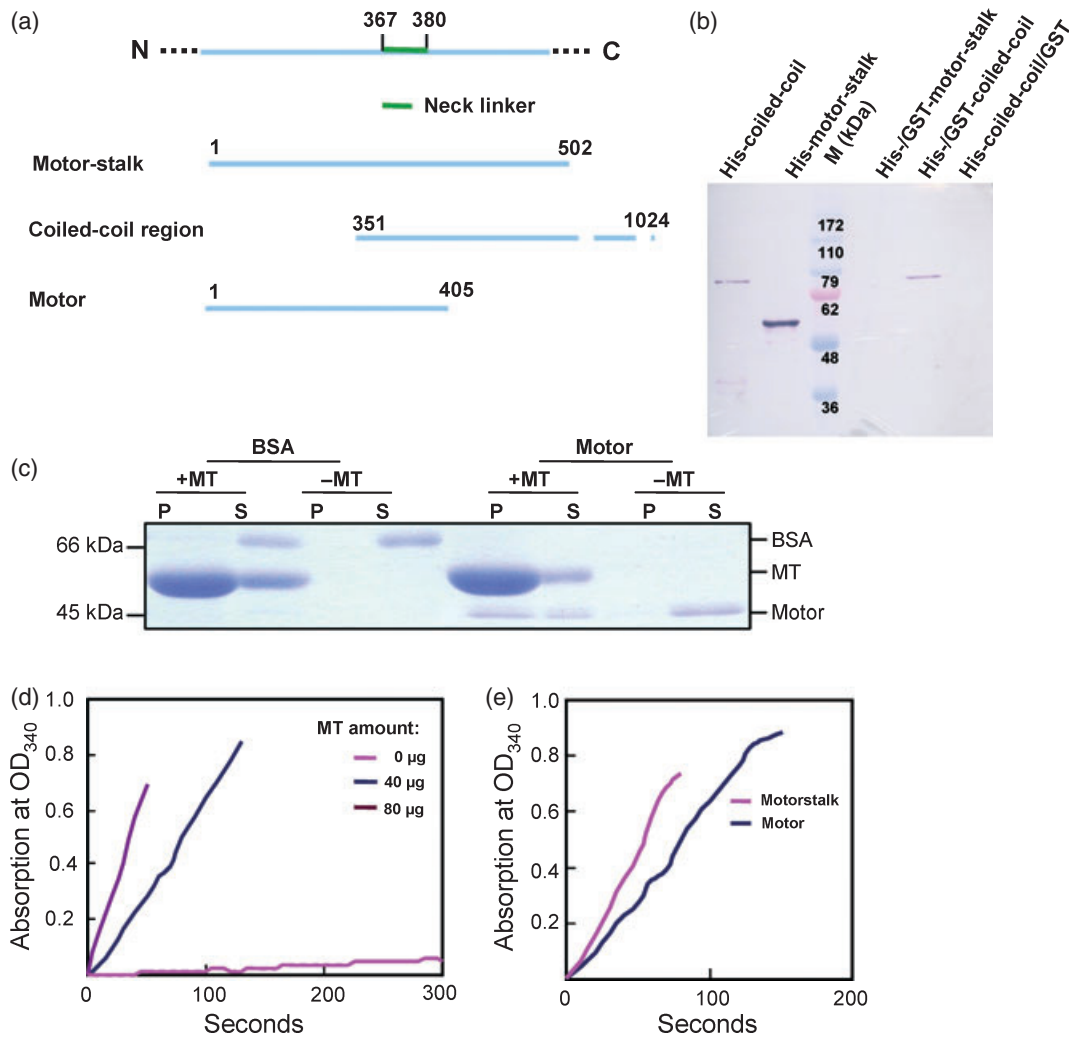 (a)
367 380
N C
Neck linker
Motor-stalk
1 502
Coiled-coil region
351 1024
Motor
1 405
(b)
His-coiled-coil
His-motor-stalk
M (kDa)
His-/GST-motor-stalk
His-/GST-coiled-coil
His-coiled-coil/GST
172
110
79
62
48
36
(c)
BSA Motor
+MT –MT +MT –MT
P S P S P S P S
66 kDa BSA
MT
45 kDa Motor
(d)
Absorption at OD340
1.0
0.8
0.6
0.4
0.2
0 100 200 300
Seconds
MT amount:
0 µg
40 µg
80 µg
(e)
Absorption at OD340
1.0
0.8
0.6
0.4
0.2
0 100 200
Seconds
Motorstalk
Motor